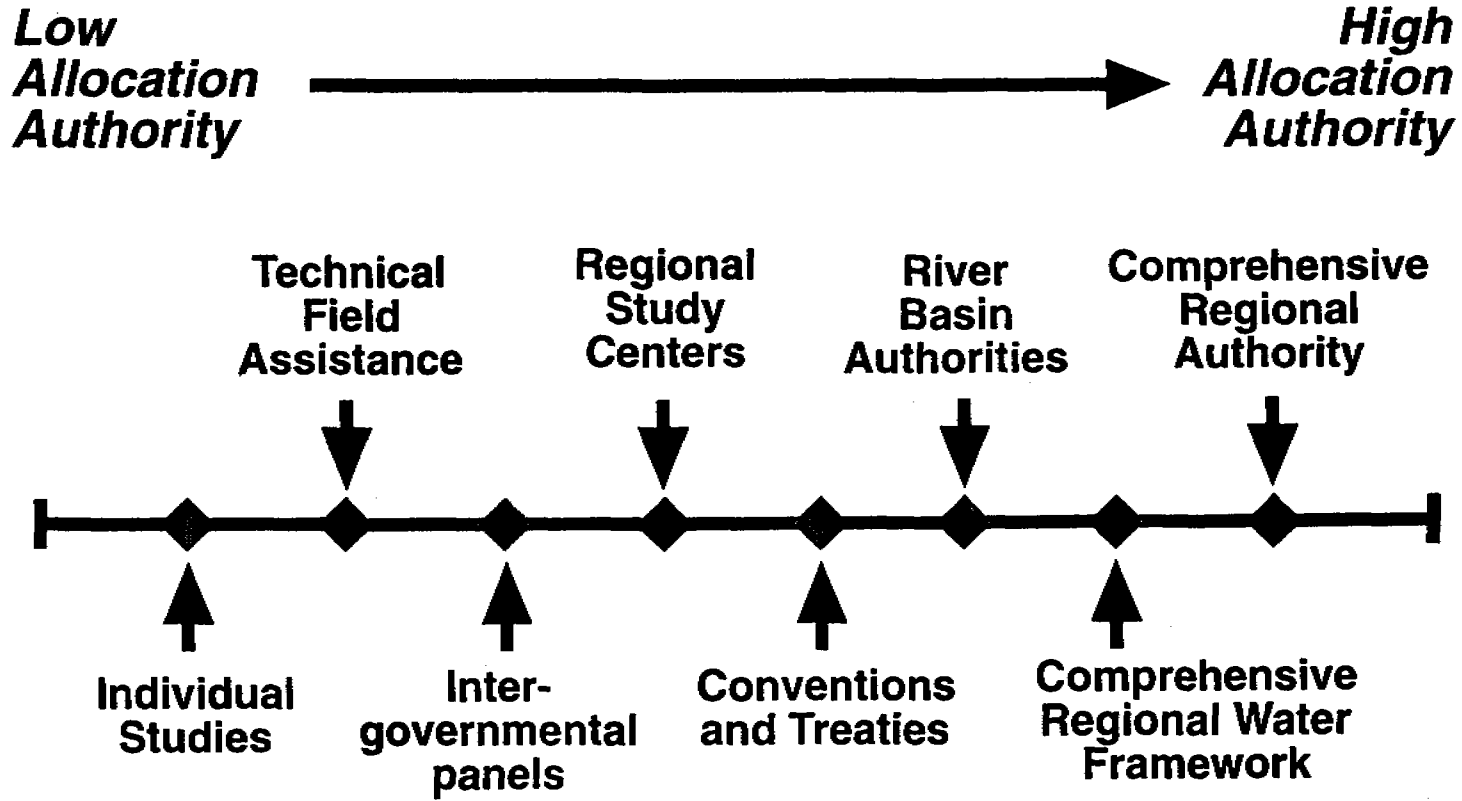 Low
Allocation
Authority
High
Allocation
Authority
Technical
Field
Assistance
Regional
Study
Centers
River
Basin
Authorities
Comprehensive
Regional
Authority
Individual
Studies
Inter-
governmental
panels
Conventions
and Treaties
Comprehensive
Regional Water
Framework